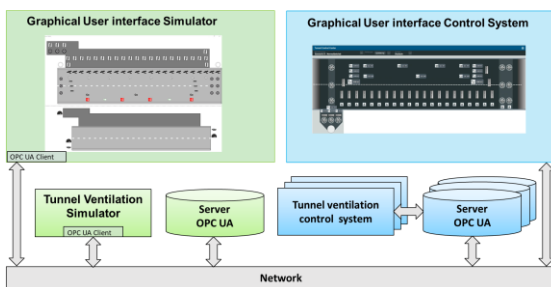 Graphical User interface Simulator
Graphical User interface Control System
OPC UA Client
Tunnel Ventilation
Simulator
OPC UA Client
Server
OPC UA
Tunnel ventilation
control system
Server
OPC UA
Network